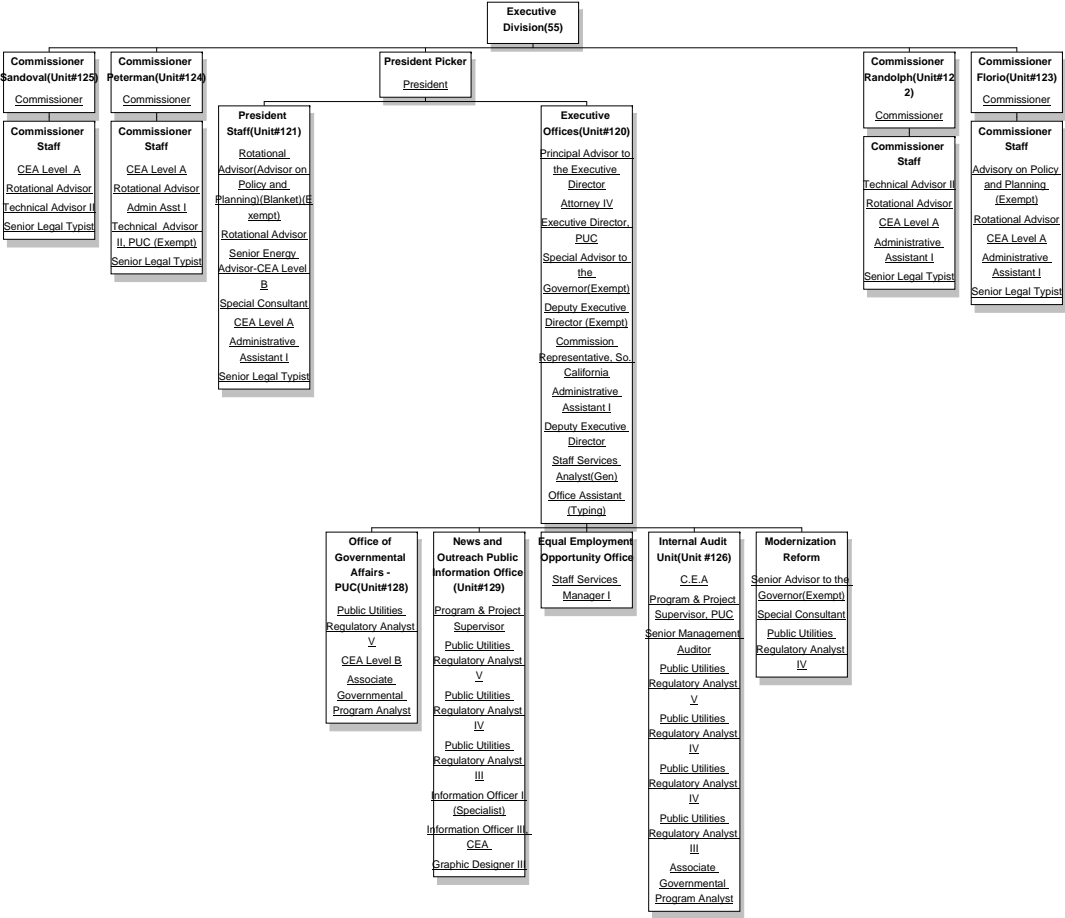 Executive
Division(55)
Commissioner
Sandoval(Unit#125)
Commissioner
Commissioner
Staff
CEA Level  A
Rotational Advisor
Technical Advisor II
Senior Legal Typist
Commissioner
Peterman(Unit#124)
Commissioner
Commissioner
Staff
CEA Level A
Rotational Advisor
Admin Asst I
Technical  Advisor
II, PUC (Exempt)
Senior Legal Typist
President Picker
President
President
Staff(Unit#121)
Rotational
Advisor(Advisor on
Policy and
Planning)(Blanket)(E
xempt)
Rotational Advisor
Senior Energy
Advisor-CEA Level
B
Special Consultant
CEA Level A
Administrative
Assistant I
Senior Legal Typist
Executive
Offices(Unit#120)
Principal Advisor to
the Executive
Director
Attorney IV
Executive Director,
PUC
Special Advisor to
the
Governor(Exempt)
Deputy Executive
Director (Exempt)
Commission
Representative, So.
California
Administrative
Assistant I
Deputy Executive
Director
Staff Services
Analyst(Gen)
Office Assistant
(Typing)
Commissioner
Randolph(Unit#12
2)
Commissioner
Commissioner
Staff
Technical Advisor II
Rotational Advisor
CEA Level A
Administrative
Assistant I
Senior Legal Typist
Commissioner
Florio(Unit#123)
Commissioner
Commissioner
Staff
Advisory on Policy
and Planning
(Exempt)
Rotational Advisor
CEA Level A
Administrative
Assistant I
Senior Legal Typist
Office of
Governmental
Affairs -
PUC(Unit#128)
Public Utilities
Regulatory Analyst
V
CEA Level B
Associate
Governmental
Program Analyst
News and
Outreach Public
Information Office
(Unit#129)
Program & Project
Supervisor
Public Utilities
Regulatory Analyst
V
Public Utilities
Regulatory Analyst
IV
Public Utilities
Regulatory Analyst
III
Information Officer I
(Specialist)
Information Officer III,
CEA
Graphic Designer III
Equal Employment
Opportunity Office
Staff Services
Manager I
Internal Audit
Unit(Unit #126)
C.E.A
Program & Project
Supervisor, PUC
Senior Management
Auditor
Public Utilities
Regulatory Analyst
V
Public Utilities
Regulatory Analyst
IV
Public Utilities
Regulatory Analyst
IV
Public Utilities
Regulatory Analyst
III
Associate
Governmental
Program Analyst
Modernization
Reform
Senior Advisor to the
Governor(Exempt)
Special Consultant
Public Utilities
Regulatory Analyst
IV